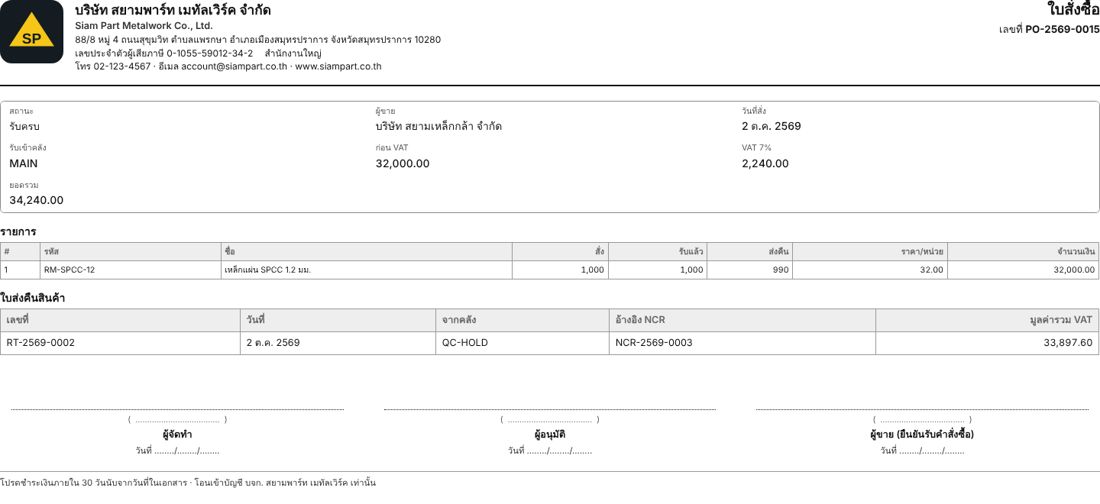 SP
บริษัท สยามพาร์ท เมทัลเวิร์ค จำกัด
Siam Part Metalwork Co., Ltd.
88/8 หมู่ 4 ถนนสุขุมวิท ตำบลแพรกษา อำเภอเมืองสมุทรปราการ จังหวัดสมุทรปราการ 10280
เลขประจำตัวผู้เสียภาษี 0-1055-59012-34-2 สำนักงานใหญ่
โทร 02-123-4567 · อีเมล account@siampart.co.th · www.siampart.co.th
ใบสั่งซื้อ
เลขที่ PO-2569-0015
สถานะ ผู้ขาย วันที่สั่ง
รับครบ บริษัท สยามเหล็กกล้า จำกัด 2 ต.ค. 2569
รับเข้าคลัง ก่อน VAT VAT 7%
MAIN 32,000.00 2,240.00
ยอดรวม
34,240.00
รายการ
# รหัส ชื่อ สั่ง รับแล้ว ส่งคืน ราคา/หน่วย จำนวนเงิน
1 RM-SPCC-12 เหล็กแผ่น SPCC 1.2 มม. 1,000 1,000 990 32.00 32,000.00
ใบส่งคืนสินค้า
เลขที่ วันที่ จากคลัง อ้างอิง NCR มูลค่ารวม VAT
RT-2569-0002 2 ต.ค. 2569 QC-HOLD NCR-2569-0003 33,897.60
( ................................ ) ( ................................ ) ( ................................ )
ผู้จัดทำ ผู้อนุมัติ ผู้ขาย (ยืนยันรับคำสั่งซื้อ)
วันที่ ......../......../........ วันที่ ......../......../........ วันที่ ......../......../........
โปรดชำระเงินภายใน 30 วันนับจากวันที่ในเอกสาร · โอนเข้าบัญชี บจก. สยามพาร์ท เมทัลเวิร์ค เท่านั้น